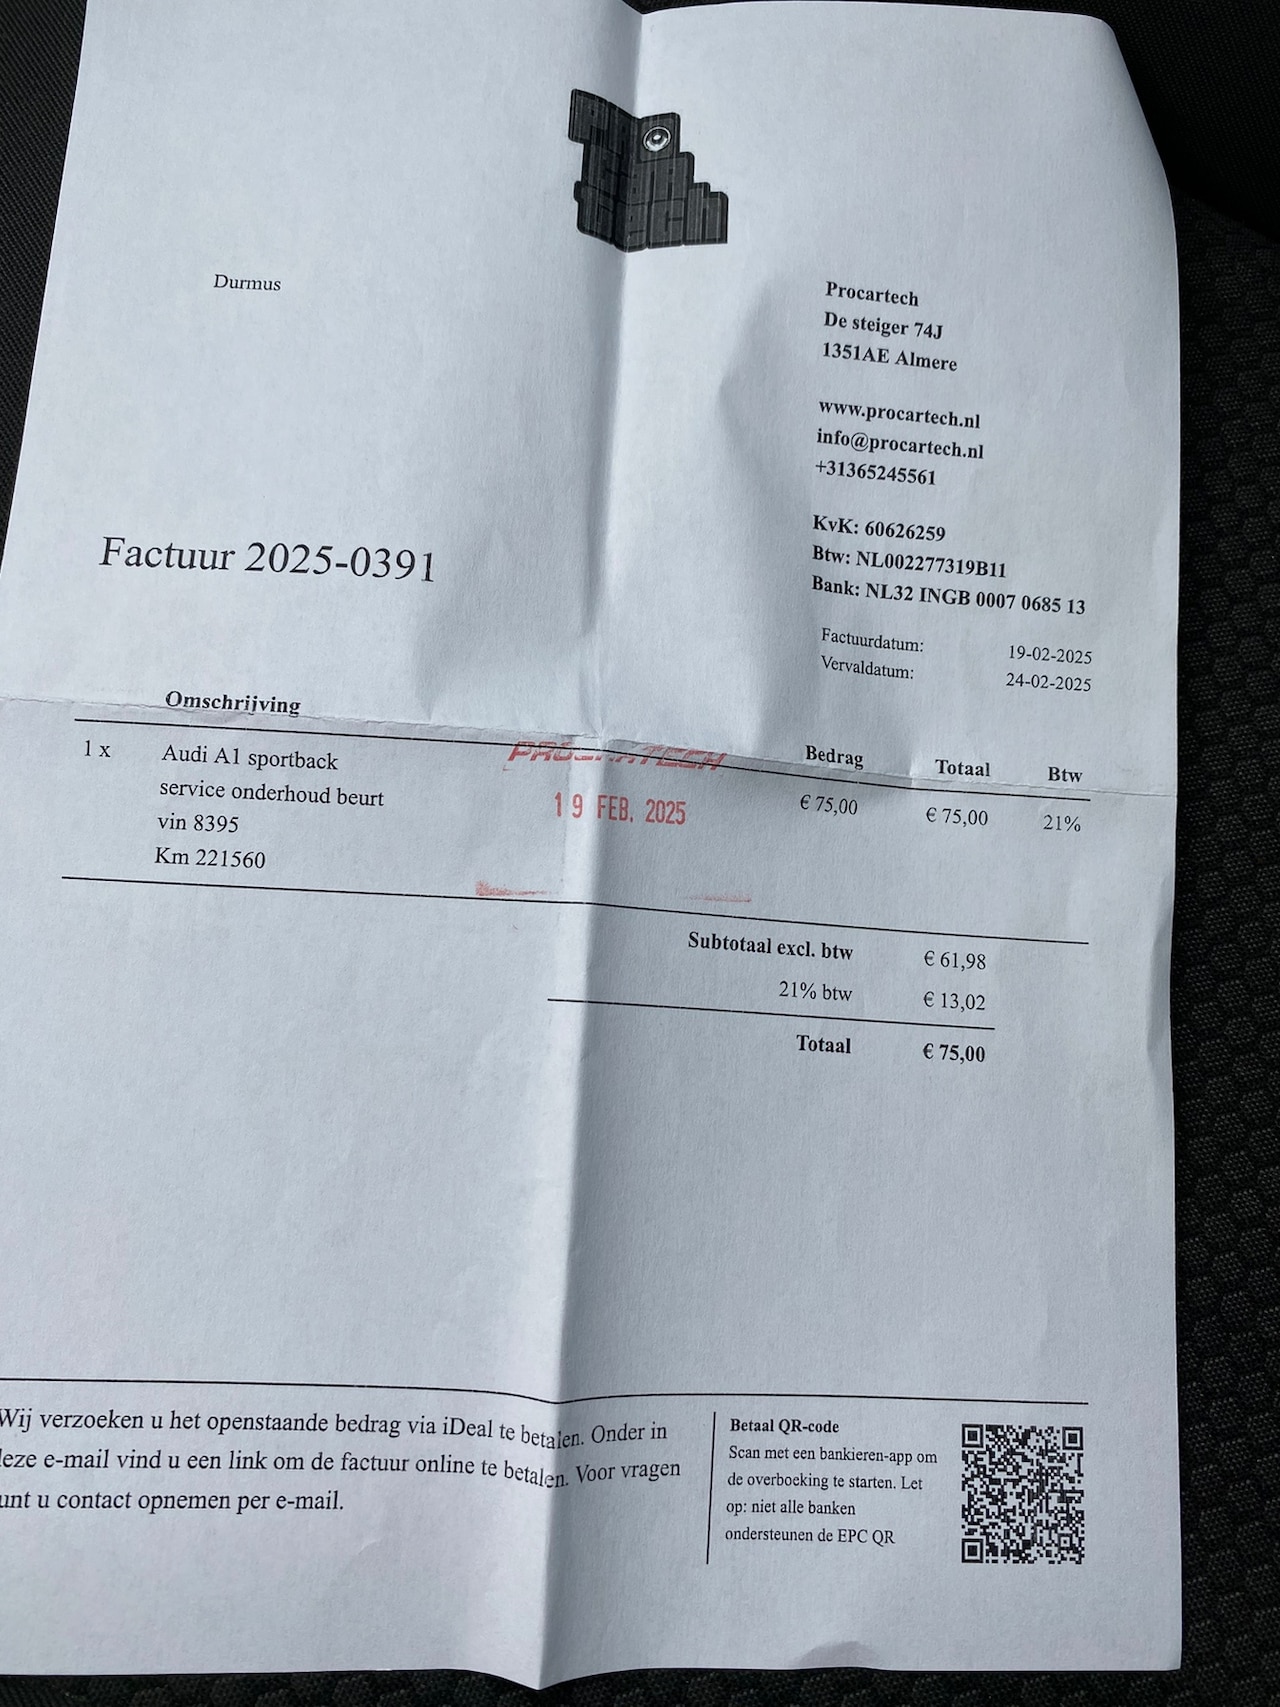 Durmus
Procartech
De steiger 74J
1351AE Almere
www.procartech.nl
info@procartech.nl
+31365245561
KvK: 60626259
Btw: NL002277319B11
Bank: NL32 INGB 0007 0685 13
Factuur 2025-0391
Factuurdatum: 19-02-2025
Vervaldatum: 24-02-2025
Omschrijving Bedrag Totaal Btw
1 x Audi A1 sportback € 75,00 € 75,00 21%
service onderhoud beurt
vin 8395
Km 221560
PROCARTECH
19 FEB. 2025
Subtotaal excl. btw € 61,98
21% btw € 13,02
Totaal € 75,00
Wij verzoeken u het openstaande bedrag via iDeal te betalen. Onder in
deze e-mail vind u een link om de factuur online te betalen. Voor vragen
unt u contact opnemen per e-mail.
Betaal QR-code
Scan met een bankieren-app om
de overboeking te starten. Let
op: niet alle banken
ondersteunen de EPC QR